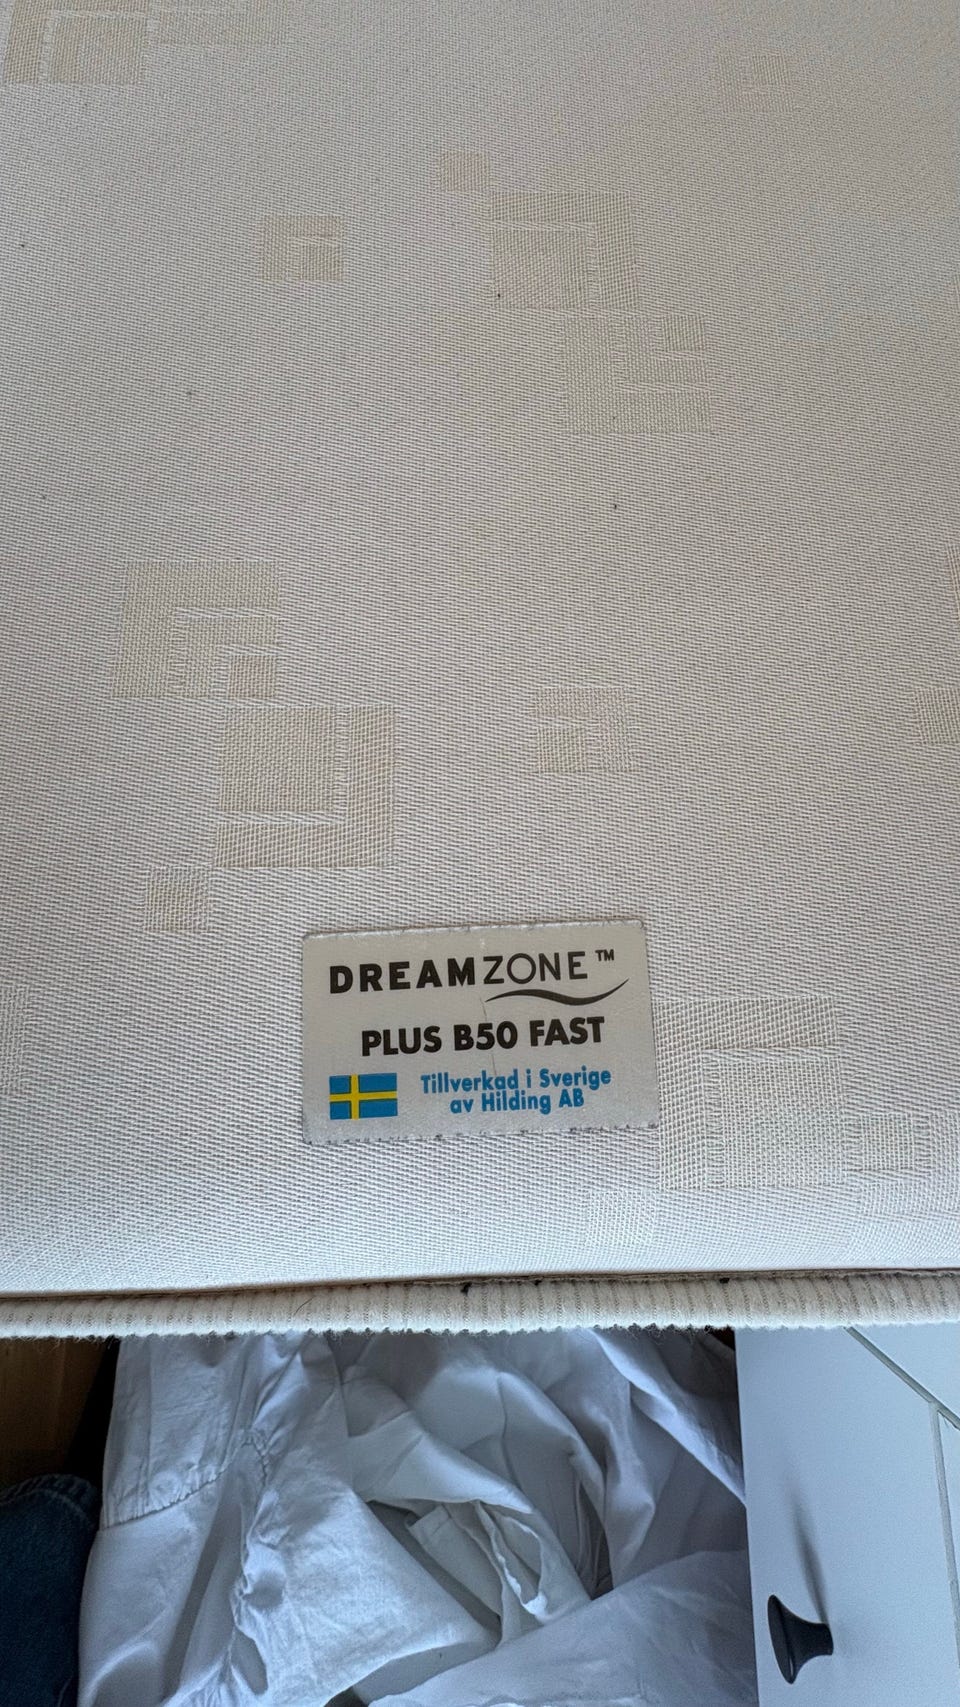 DREAMZONE™
PLUS B50 FAST
Tillverkad i Sverige
av Hilding AB